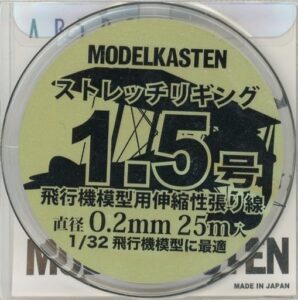 MODELKASTEN
ストレッチリギング
1.5号
飛行機模型用伸縮性張り線
直径 0.2mm 25m入
1/32 飛行機模型に最適
MODELKASTEN
MADE IN JAPAN